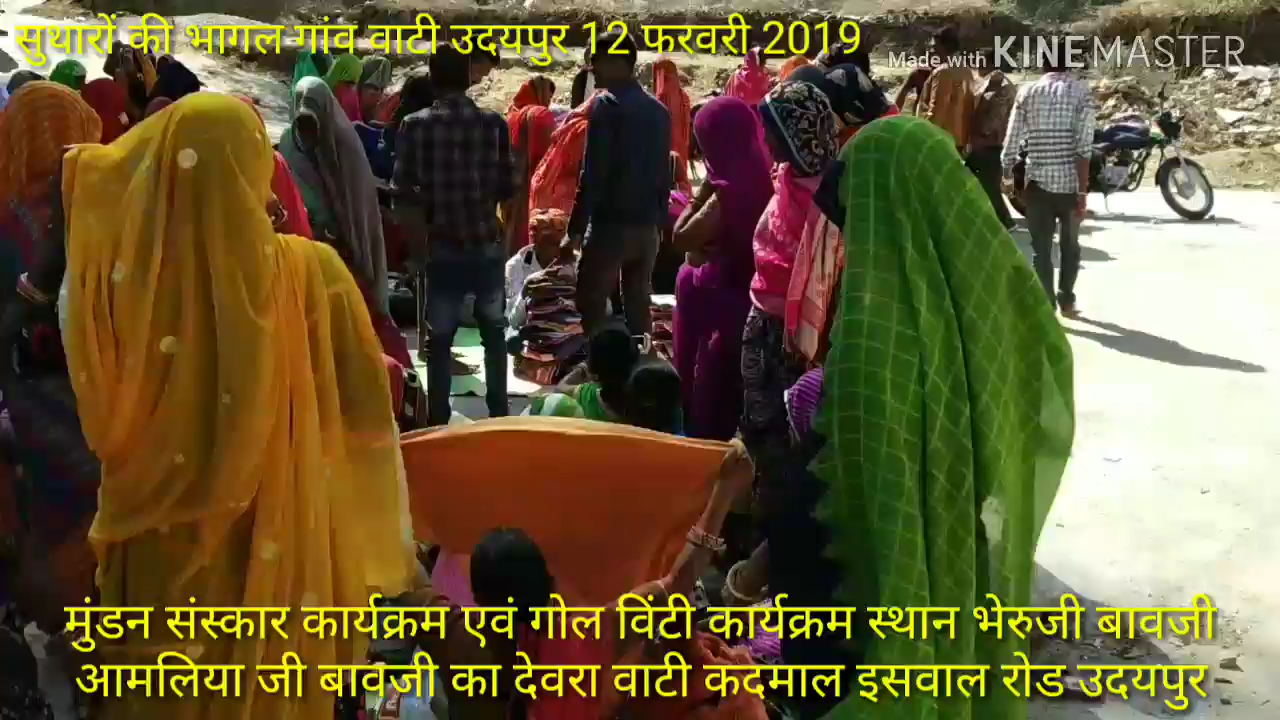 सुथारों की भागल गांव वाटी उदयपुर 12 फरवरी 2019
Made with KINEMASTER
मुंडन संस्कार कार्यक्रम एवं गोल विंटी कार्यक्रम स्थान भेरुजी बावजी
आमलिया जी बावजी का देवरा वाटी कदमाल इसवाल रोड उदयपुर